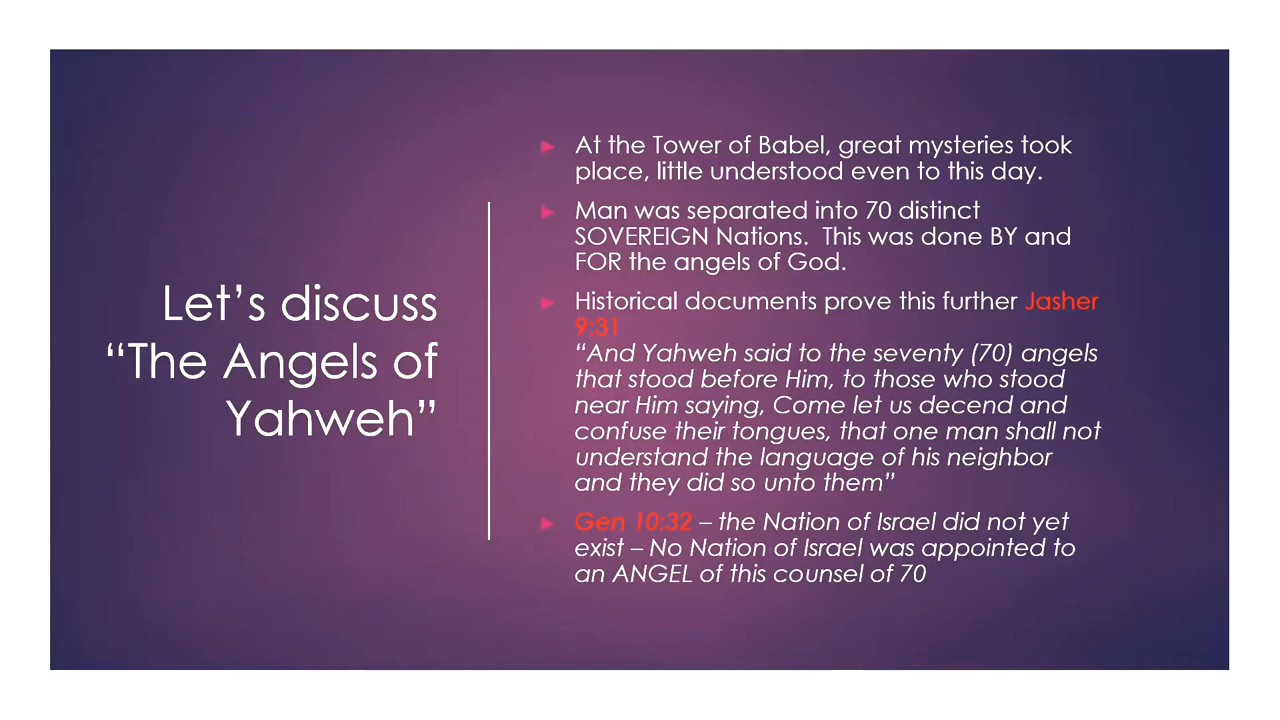 Let’s discuss
“The Angels of
Yahweh”
At the Tower of Babel, great mysteries took
place, little understood even to this day.
Man was separated into 70 distinct
SOVEREIGN Nations.  This was done BY and
FOR the angels of God.
Historical documents prove this further Jasher
9:31
“And Yahweh said to the seventy (70) angels
that stood before Him, to those who stood
near Him saying, Come let us decend and
confuse their tongues, that one man shall not
understand the language of his neighbor
and they did so unto them”
Gen 10:32 – the Nation of Israel did not yet
exist – No Nation of Israel was appointed to
an ANGEL of this counsel of 70